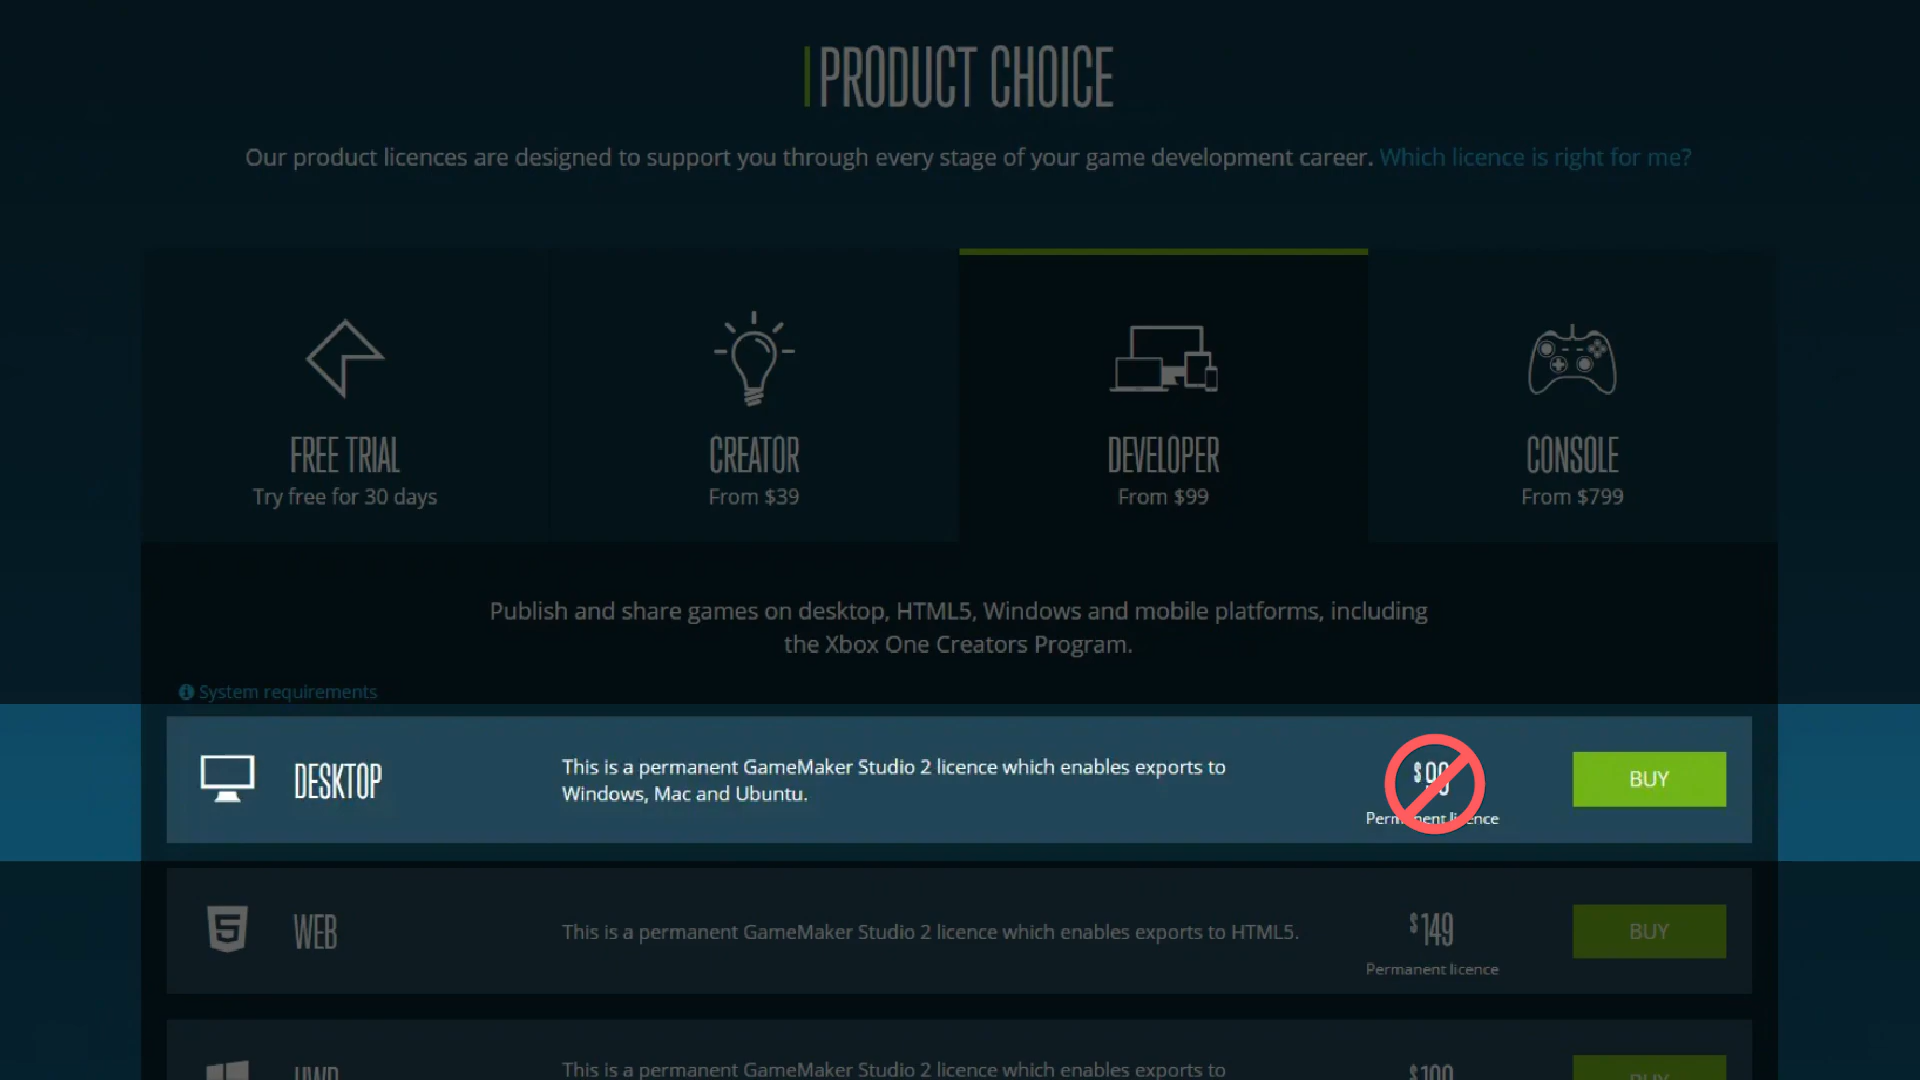 PRODUCT CHOICE
Our product licences are designed to support you through every stage of your game development career. Which licence is right for me?
FREE TRIAL
Try free for 30 days
CREATOR
From $39
DEVELOPER
From $99
CONSOLE
From $799
Publish and share games on desktop, HTML5, Windows and mobile platforms, including
the Xbox One Creators Program.
System requirements
DESKTOP
This is a permanent GameMaker Studio 2 licence which enables exports to
Windows, Mac and Ubuntu.
$99
Permanent licence
BUY
WEB
This is a permanent GameMaker Studio 2 licence which enables exports to HTML5.
$149
Permanent licence
BUY
UWP
This is a permanent GameMaker Studio 2 licence which enables exports to
BUY